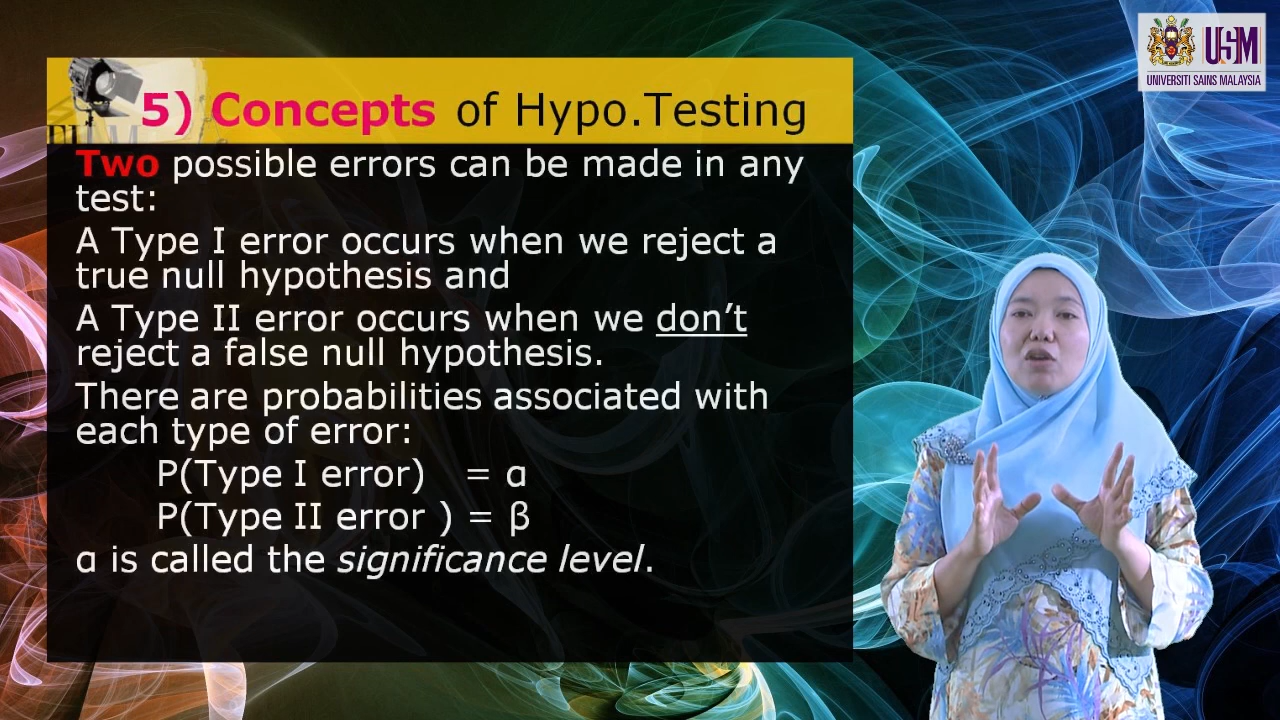 USM
UNIVERSITI SAINS MALAYSIA
5) Concepts of Hypo.Testing
Two possible errors can be made in any
test:
A Type I error occurs when we reject a
true null hypothesis and
A Type II error occurs when we don’t
reject a false null hypothesis.
There are probabilities associated with
each type of error:
P(Type I error) = α
P(Type II error ) = β
α is called the significance level.